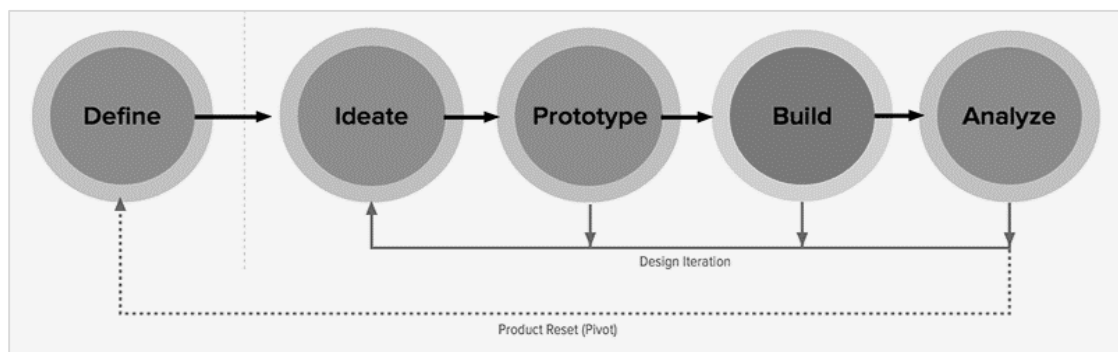 Define
Ideate
Prototype
Build
Analyze
Design Iteration
Product Reset (Pivot)